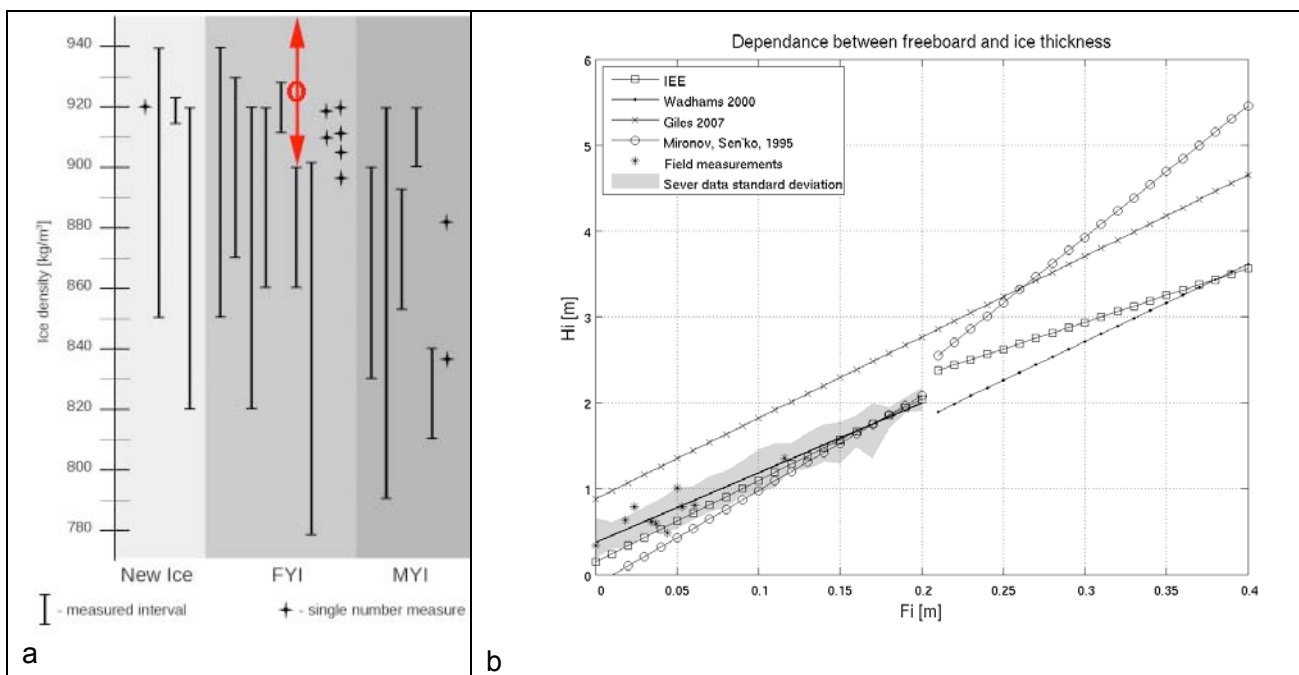 940
920
900
880
860
840
820
800
780
Ice density [kg/m³]
New Ice
FYI
MYI
- measured interval
- single number measure
a
Dependance between freeboard and ice thickness
IEE
Wadhams 2000
Giles 2007
Mironov, Sen'ko, 1995
Field measurements
Sever data standard deviation
6
5
4
3
2
1
0
Hi [m]
0
0.05
0.1
0.15
0.2
0.25
0.3
0.35
0.4
Fi [m]
b